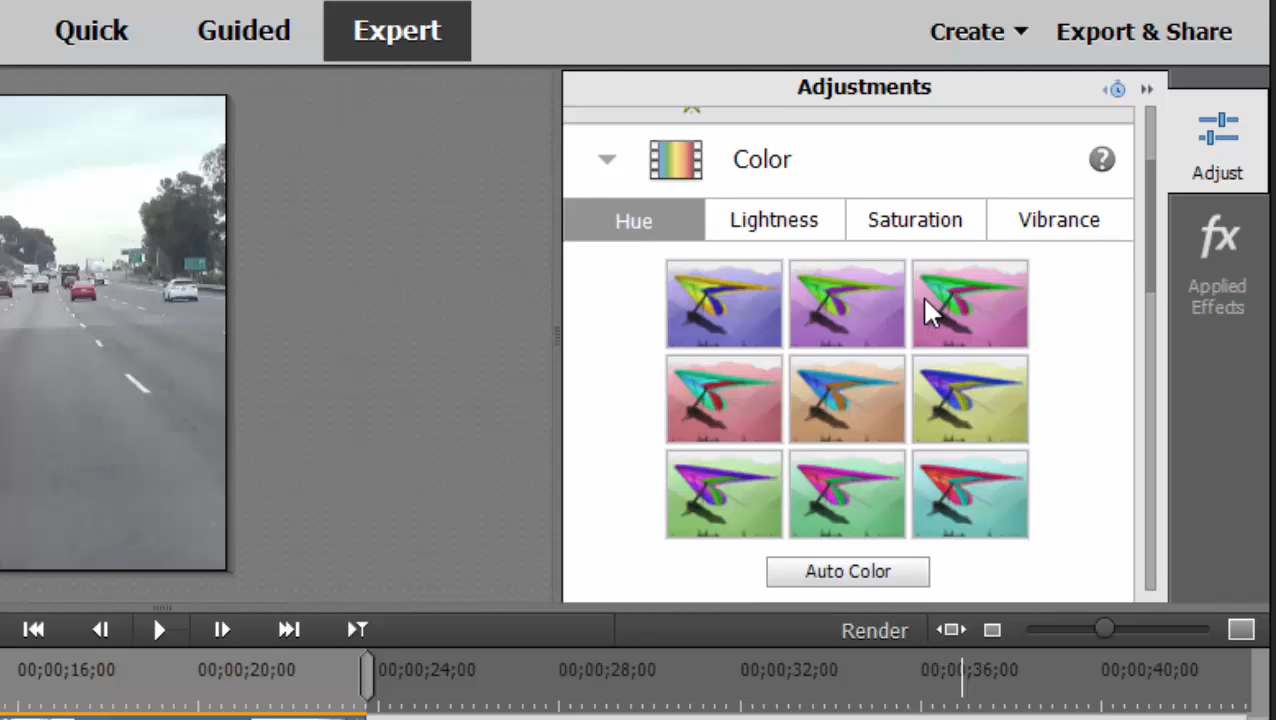 Quick Guided Expert Create Export & Share
Adjustments
Color
Adjust
Hue Lightness Saturation Vibrance
Applied
Effects
Auto Color
Render
00;00;16;00 00;00;20;00 00;00;24;00 00;00;28;00 00;00;32;00 00;00;36;00 00;00;40;00